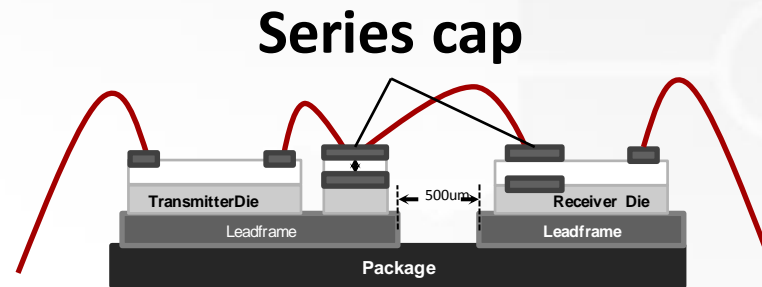 Series cap
500um
TransmitterDie
Receiver Die
Leadframe
Leadframe
Package